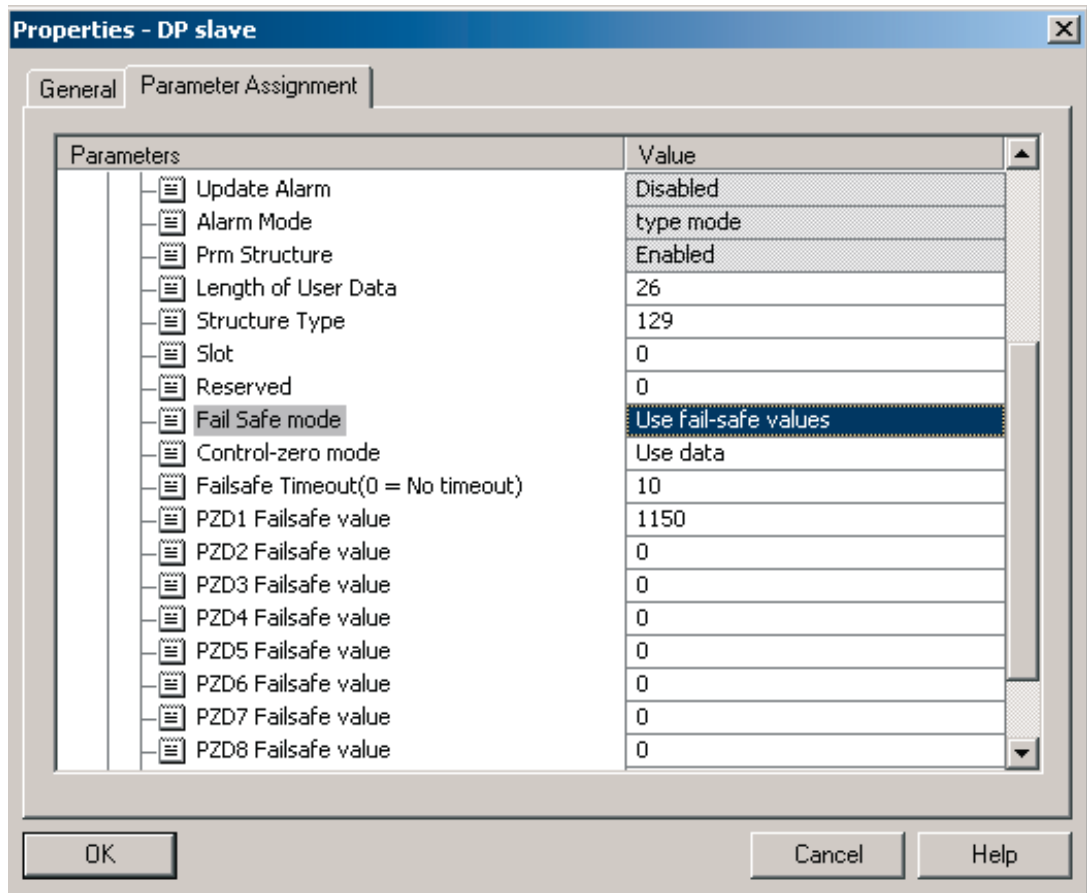 Properties - DP slave
General Parameter Assignment
Parameters Value
Update Alarm Disabled
Alarm Mode type mode
Prm Structure Enabled
Length of User Data 26
Structure Type 129
Slot 0
Reserved 0
Fail Safe mode Use fail-safe values
Control-zero mode Use data
Failsafe Timeout(0 = No timeout) 10
PZD1 Failsafe value 1150
PZD2 Failsafe value 0
PZD3 Failsafe value 0
PZD4 Failsafe value 0
PZD5 Failsafe value 0
PZD6 Failsafe value 0
PZD7 Failsafe value 0
PZD8 Failsafe value 0
OK Cancel Help